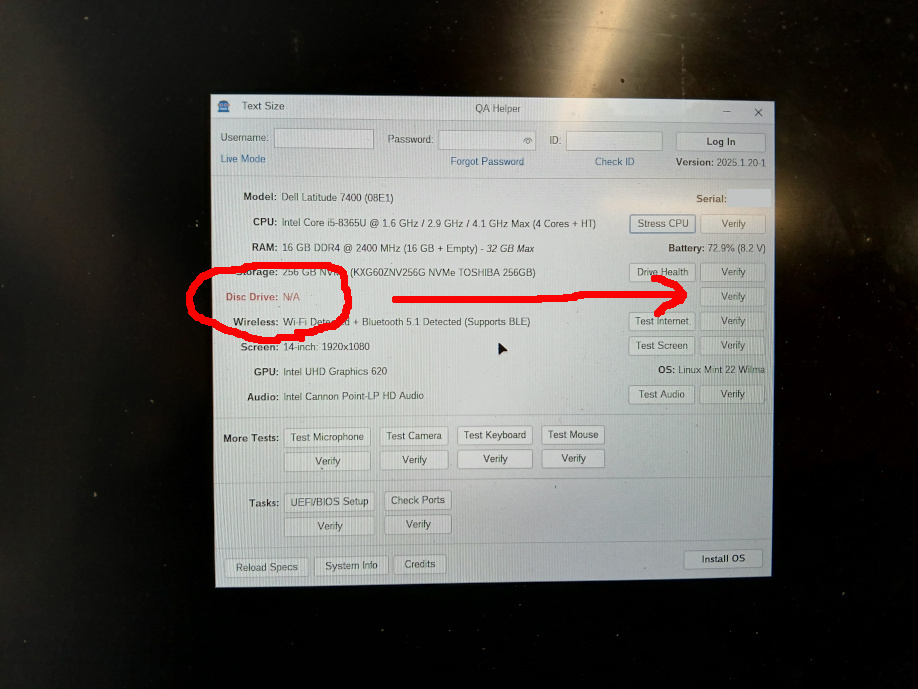 Text Size QA Helper
Username: Password: ID: Log In
Live Mode Forgot Password Check ID Version: 2025.1.20-1
Model: Dell Latitude 7400 (08E1) Serial:
CPU: Intel Core i5-8365U @ 1.6 GHz / 2.9 GHz / 4.1 GHz Max (4 Cores + HT) Stress CPU Verify
RAM: 16 GB DDR4 @ 2400 MHz (16 GB + Empty) - 32 GB Max Battery: 72.9% (8.2 V)
Storage: 256 GB NVMe (KXG60ZNV256G NVMe TOSHIBA 256GB) Drive Health Verify
Disc Drive: N/A Verify
Wireless: Wi-Fi Detected + Bluetooth 5.1 Detected (Supports BLE) Test Internet Verify
Screen: 14-inch: 1920x1080 Test Screen Verify
GPU: Intel UHD Graphics 620 OS: Linux Mint 22 Wilma
Audio: Intel Cannon Point-LP HD Audio Test Audio Verify
More Tests: Test Microphone Test Camera Test Keyboard Test Mouse
Verify Verify Verify Verify
Tasks: UEFI/BIOS Setup Check Ports
Verify Verify
Reload Specs System Info Credits Install OS